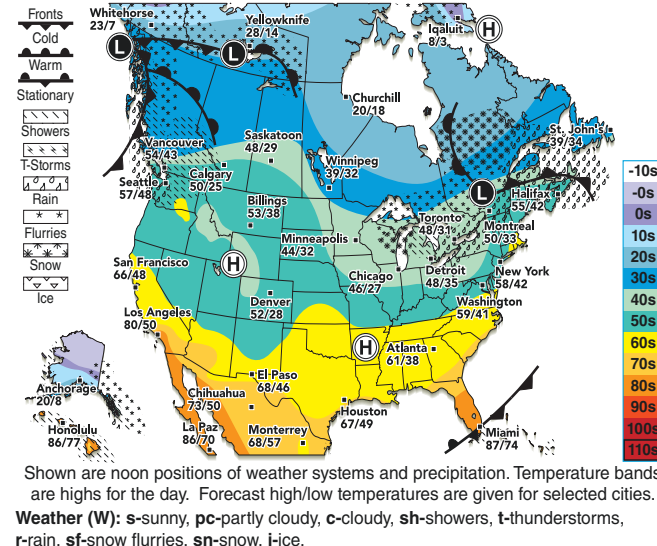 Fronts
Cold
Warm
Stationary
Showers
T-Storms
Rain
Flurries
Snow
Ice
Whitehorse
23/7
Yellowknife
28/14
Iqaluit
8/3
H
L
L
Churchill
20/18
St. John's
39/34
Vancouver
54/43
Saskatoon
48/29
Winnipeg
39/32
Calgary
50/25
Seattle
57/48
L
Halifax
55/42
Billings
53/38
Toronto
48/31
Montreal
50/33
Minneapolis
44/32
San Francisco
66/48
H
Chicago
46/27
Detroit
48/35
New York
58/42
Denver
52/28
Washington
59/41
Los Angeles
80/50
H
Atlanta
61/38
El Paso
68/46
Anchorage
20/8
Chihuahua
73/50
Houston
67/49
Honolulu
86/77
La Paz
86/70
Monterrey
68/57
Miami
87/74
-10s
-0s
0s
10s
20s
30s
40s
50s
60s
70s
80s
90s
100s
110s
Shown are noon positions of weather systems and precipitation. Temperature bands
are highs for the day. Forecast high/low temperatures are given for selected cities.
Weather (W): s-sunny, pc-partly cloudy, c-cloudy, sh-showers, t-thunderstorms,
r-rain, sf-snow flurries, sn-snow, i-ice.